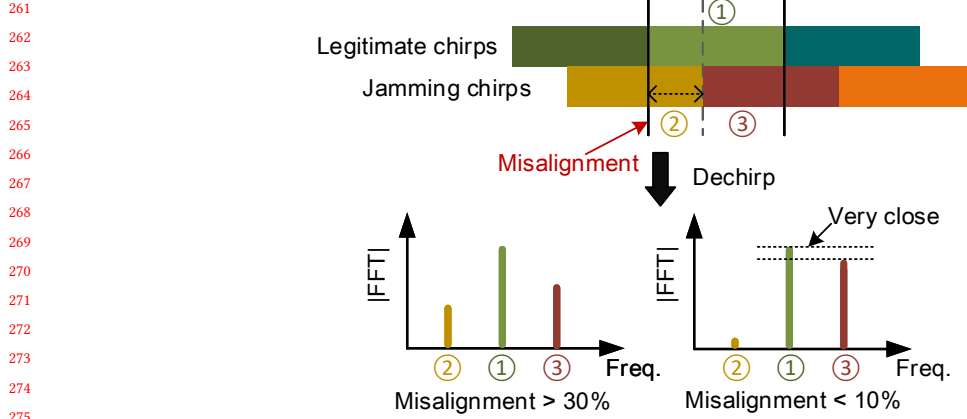 261
①
262
Legitimate chirps
263
264
Jamming chirps
265
② ③
266
Misalignment
267
Dechirp
268
Very close
269
270
|FFT| |FFT|
271
272
273
② ① ③ Freq. ② ① ③ Freq.
274
Misalignment > 30% Misalignment < 10%
275